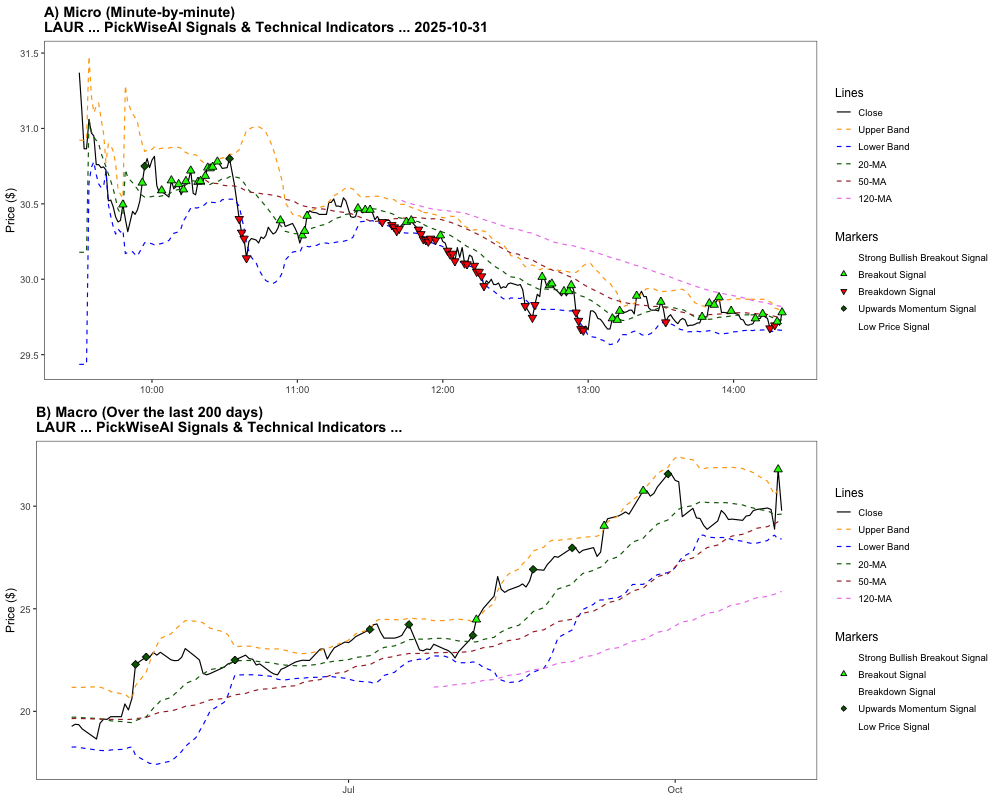 A) Micro (Minute-by-minute)
LAUR ... PickWiseAI Signals & Technical Indicators ... 2025-10-31
Price ($)
31.5
31.0
30.5
30.0
29.5
10:00
11:00
12:00
13:00
14:00
Lines
Close
Upper Band
Lower Band
20-MA
50-MA
120-MA
Markers
Strong Bullish Breakout Signal
Breakout Signal
Breakdown Signal
Upwards Momentum Signal
Low Price Signal
B) Macro (Over the last 200 days)
LAUR ... PickWiseAI Signals & Technical Indicators ...
Price ($)
30
25
20
Jul
Oct
Lines
Close
Upper Band
Lower Band
20-MA
50-MA
120-MA
Markers
Strong Bullish Breakout Signal
Breakout Signal
Breakdown Signal
Upwards Momentum Signal
Low Price Signal